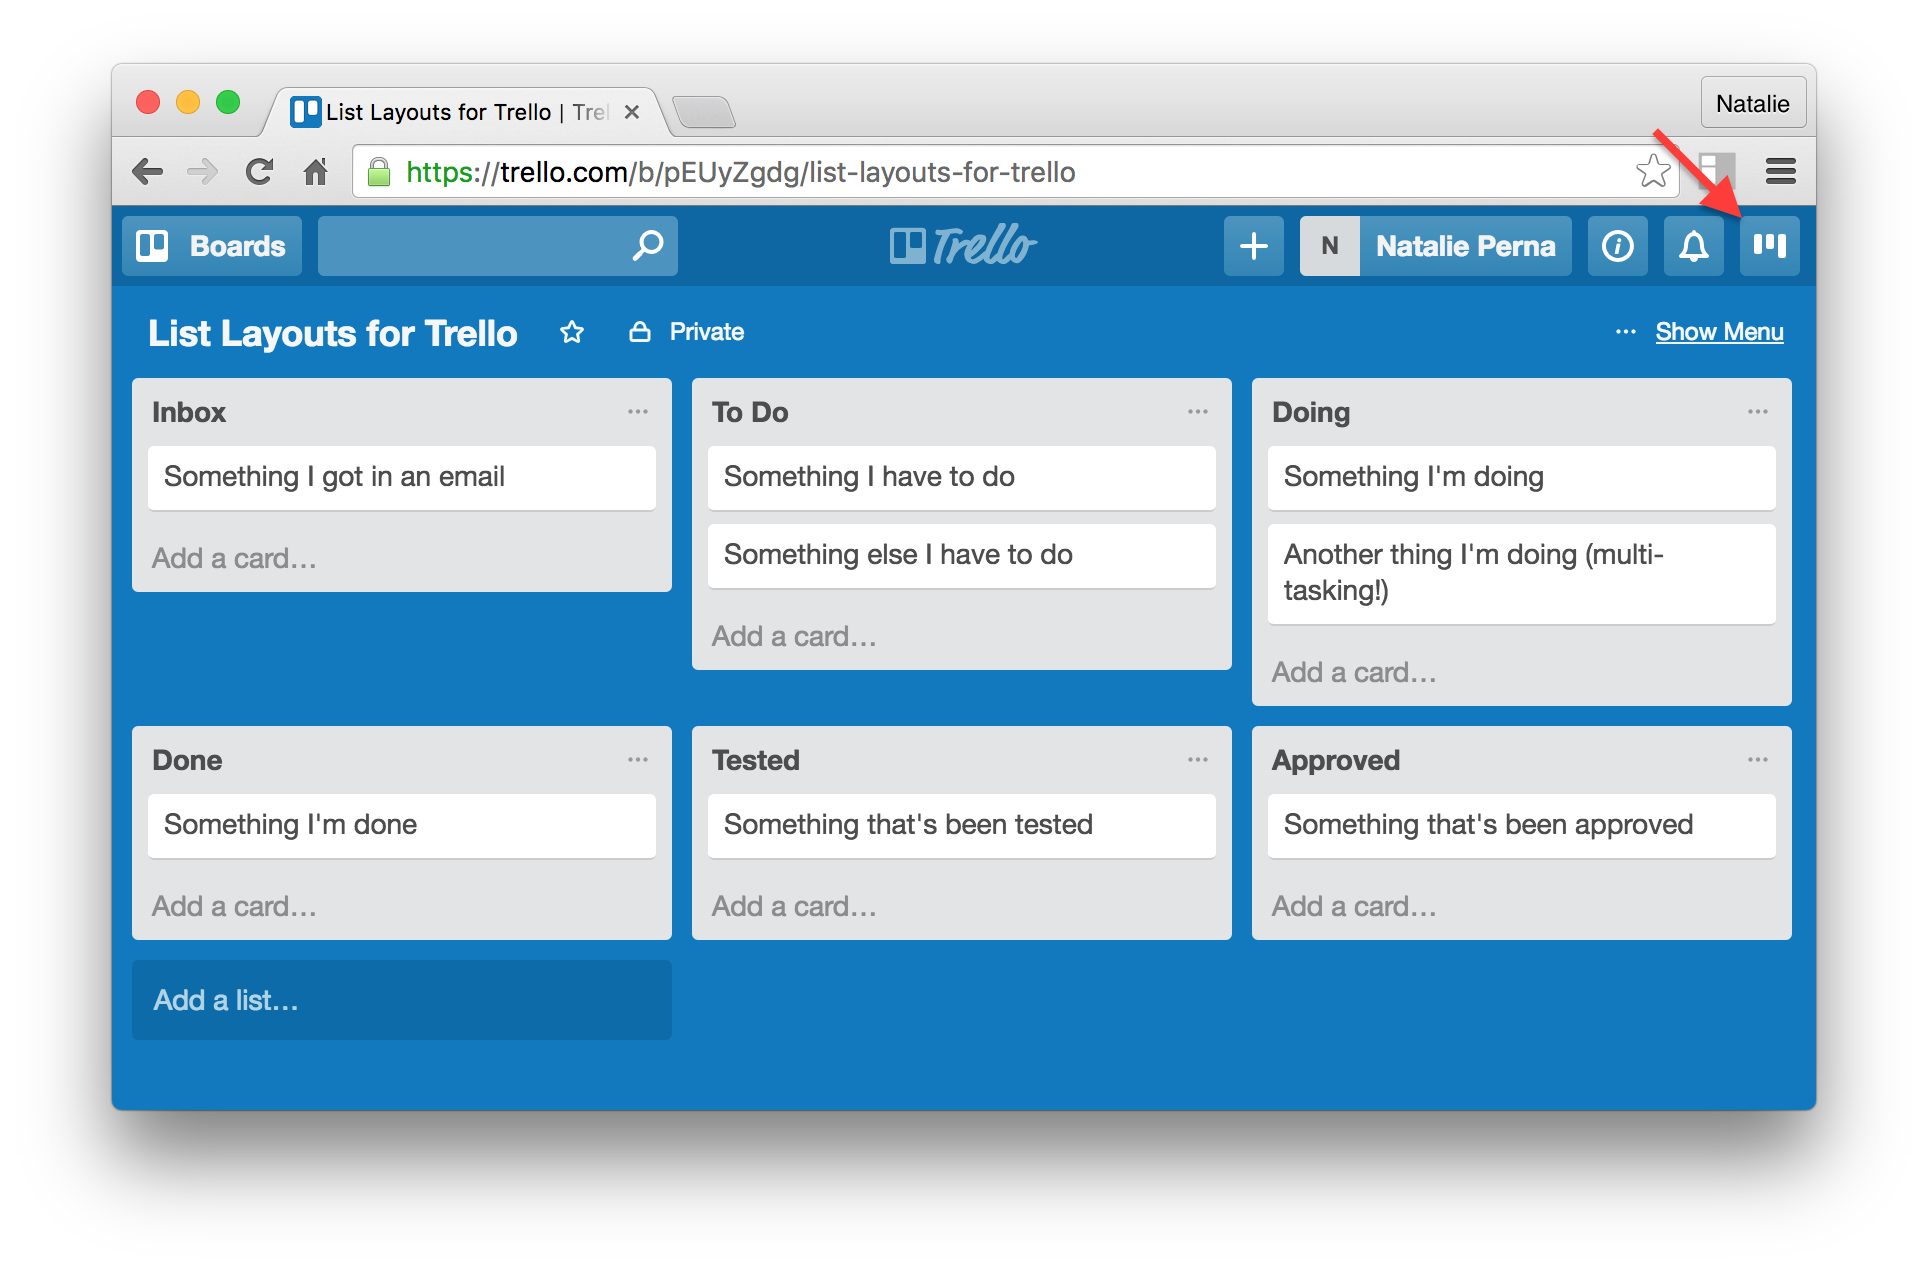 List Layouts for Trello | Trel
Natalie
https://trello.com/b/pEUyZgdg/list-layouts-for-trello
Boards
Trello
N
Natalie Perna
List Layouts for Trello
Private
... Show Menu
Inbox ...
Something I got in an email
Add a card...
To Do ...
Something I have to do
Something else I have to do
Add a card...
Doing ...
Something I'm doing
Another thing I'm doing (multi-
tasking!)
Add a card...
Done ...
Something I'm done
Add a card...
Tested ...
Something that's been tested
Add a card...
Approved ...
Something that's been approved
Add a card...
Add a list...